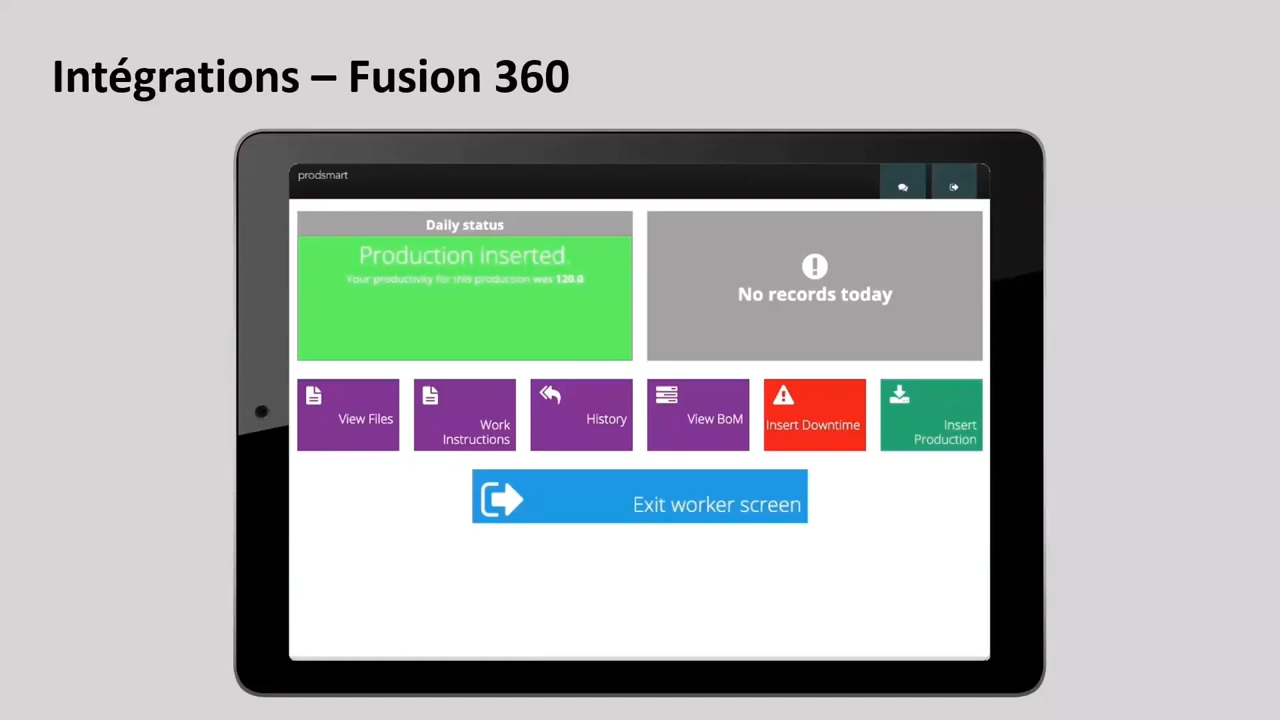 Intégrations – Fusion 360
prodsmart
Daily status
Production inserted.
Your productivity for this production was 120.0
No records today
View Files
Work
Instructions
History
View BoM
Insert Downtime
Insert
Production
Exit worker screen